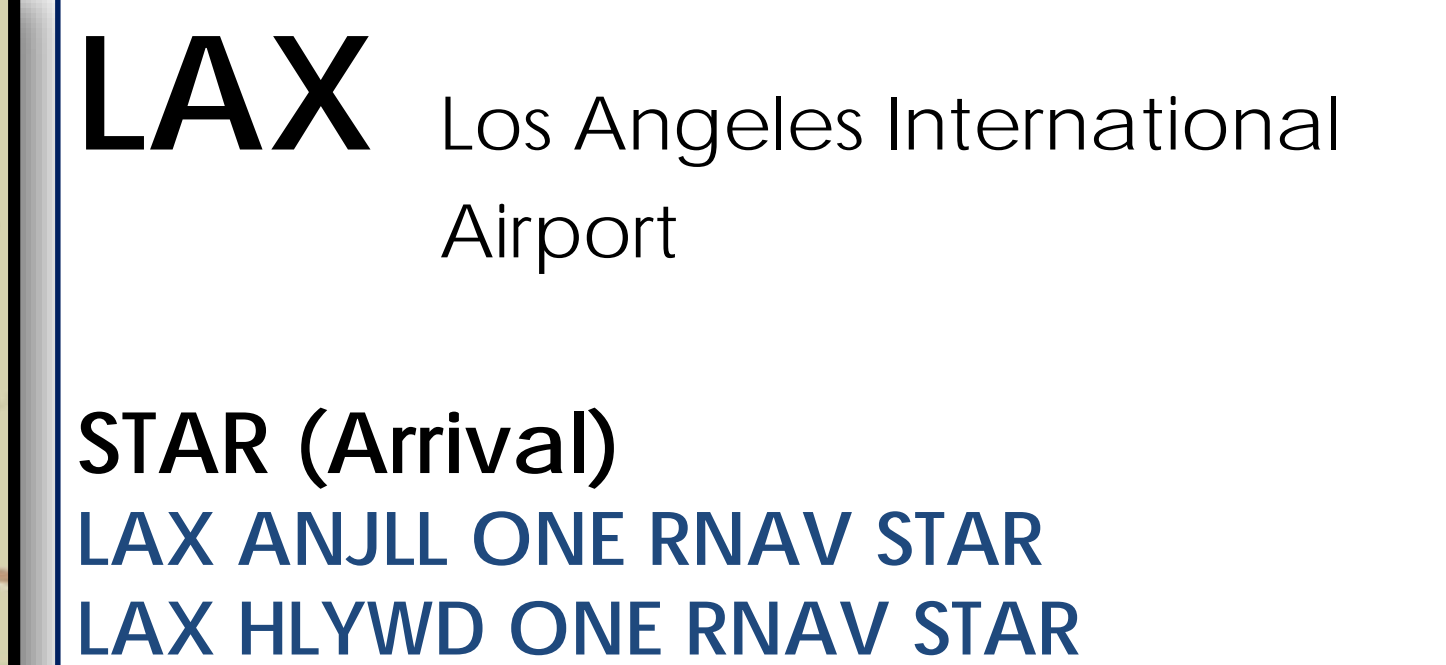 LAX Los Angeles International
Airport
STAR (Arrival)
LAX ANJLL ONE RNAV STAR
LAX HLYWD ONE RNAV STAR